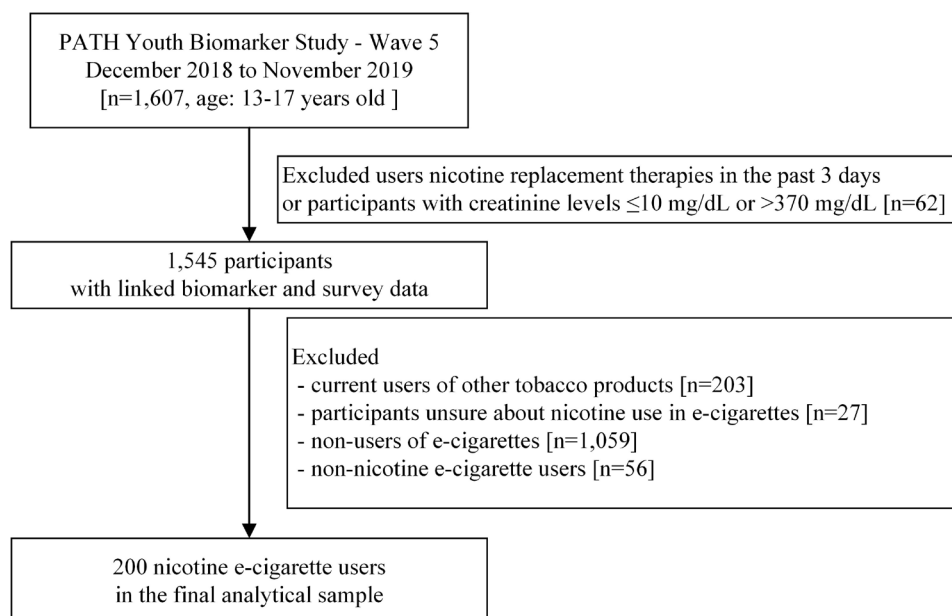 PATH Youth Biomarker Study - Wave 5
December 2018 to November 2019
[n=1,607, age: 13-17 years old ]
Excluded users nicotine replacement therapies in the past 3 days
or participants with creatinine levels ≤10 mg/dL or >370 mg/dL [n=62]
1,545 participants
with linked biomarker and survey data
Excluded
- current users of other tobacco products [n=203]
- participants unsure about nicotine use in e-cigarettes [n=27]
- non-users of e-cigarettes [n=1,059]
- non-nicotine e-cigarette users [n=56]
200 nicotine e-cigarette users
in the final analytical sample